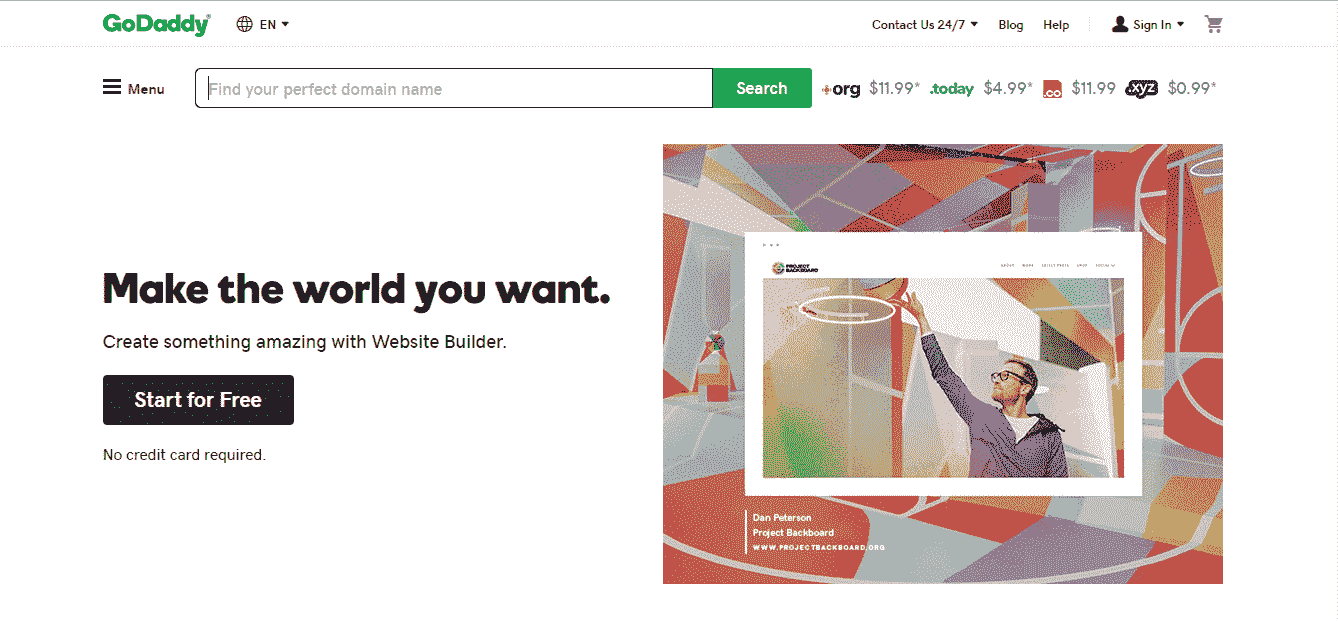 GoDaddy® EN Contact Us 24/7 Blog Help Sign In
Menu Find your perfect domain name Search org $11.99* .today $4.99* .co $11.99 .xyz $0.99*
PROJECT
BACKBOARD
Make the world you want.
Create something amazing with Website Builder.
Start for Free
No credit card required.
Dan Peterson
Project Backboard
WWW.PROJECTBACKBOARD.ORG